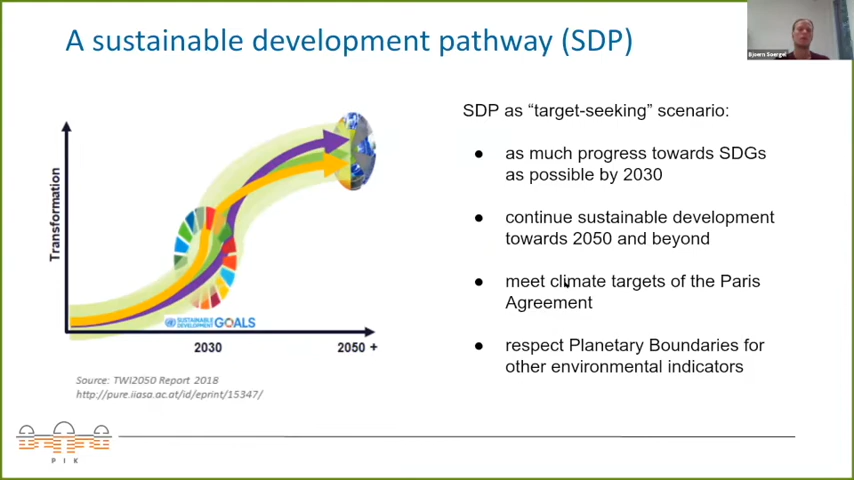 A sustainable development pathway (SDP)
Bjoern Soergel
SDP as “target-seeking” scenario:
● as much progress towards SDGs
as possible by 2030
● continue sustainable development
towards 2050 and beyond
● meet climate targets of the Paris
Agreement
● respect Planetary Boundaries for
other environmental indicators
Transformation
SUSTAINABLE
DEVELOPMENT
GOALS
2030
2050 +
Source: TWI2050 Report 2018
http://pure.iiasa.ac.at/id/eprint/15347/
P I K